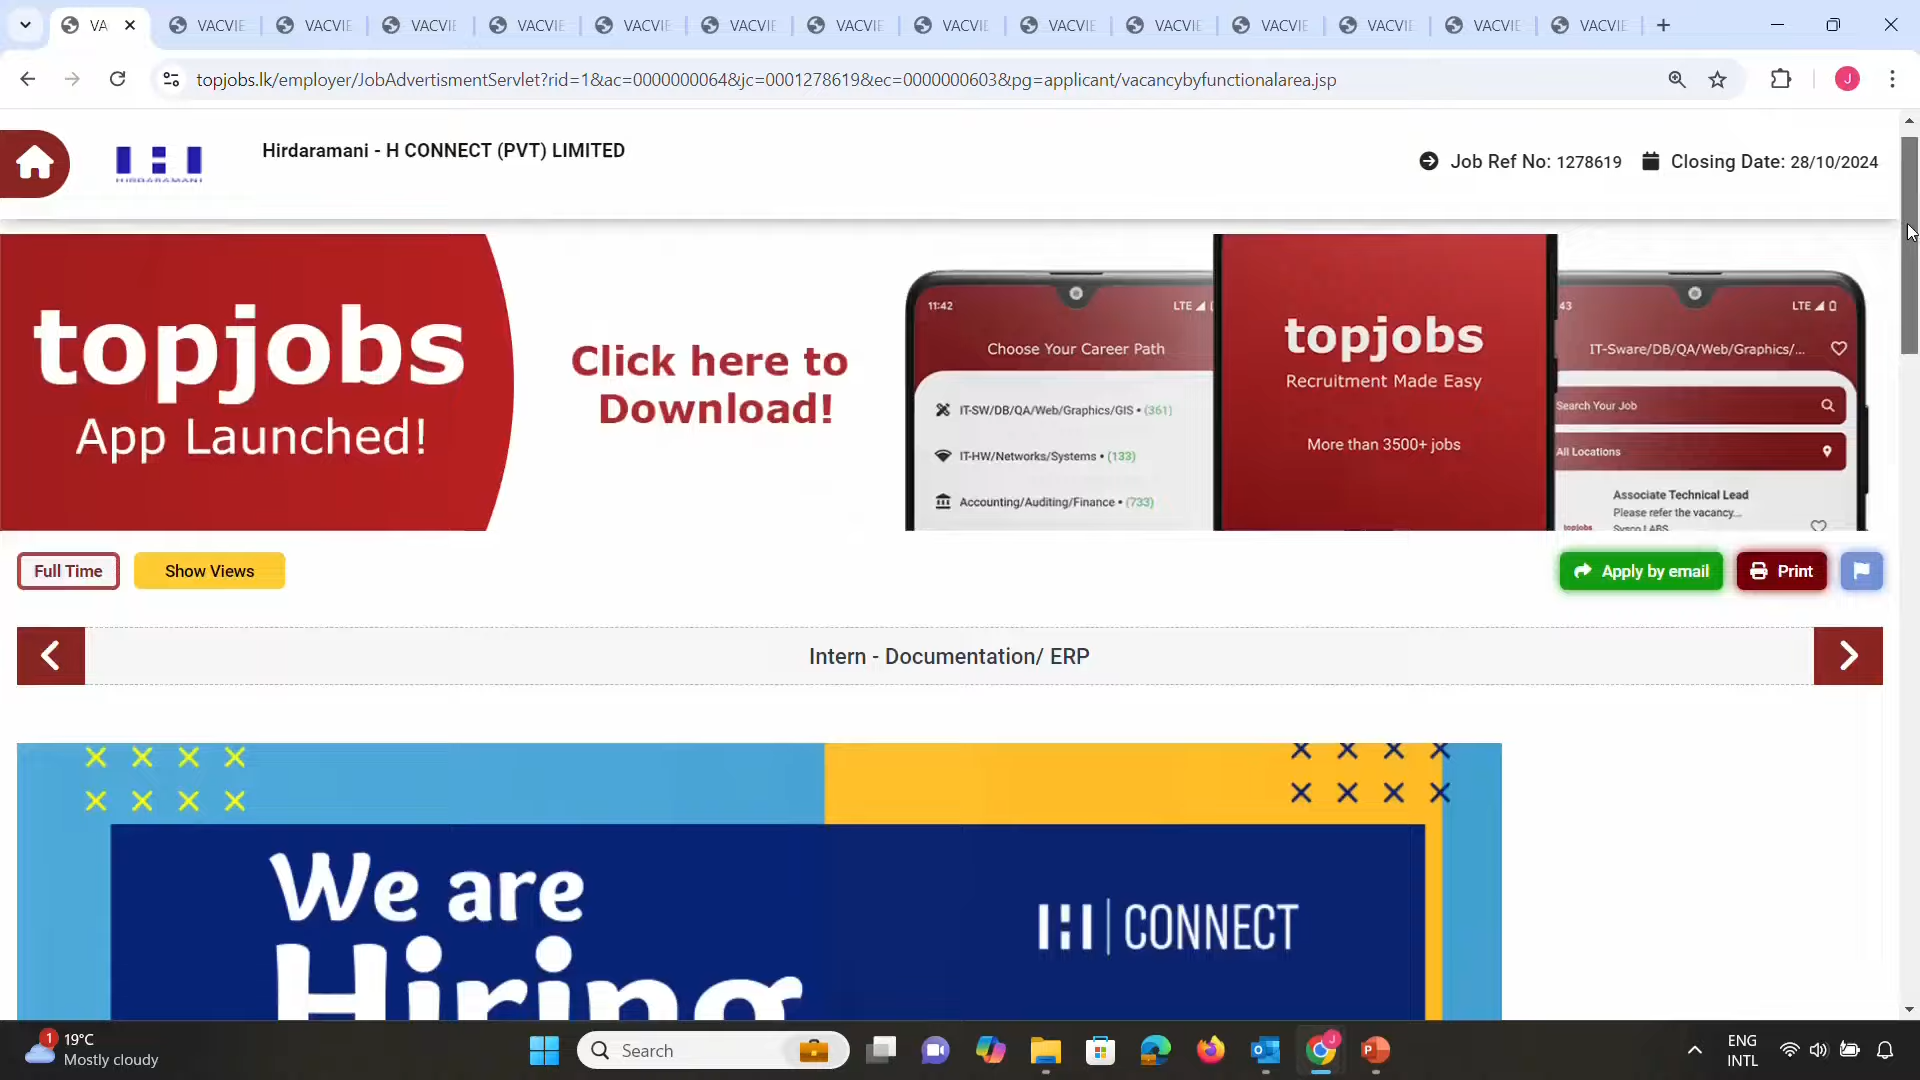 VA VACVIE VACVIE VACVIE VACVIE VACVIE VACVIE VACVIE VACVIE VACVIE VACVIE VACVIE VACVIE VACVIE VACVIE
topjobs.lk/employer/JobAdvertismentServlet?rid=1&ac=0000000064&jc=0001278619&ec=0000000603&pg=applicant/vacancybyfunctionalarea.jsp
J
HIRDARAMANI
Hirdaramani - H CONNECT (PVT) LIMITED
Job Ref No: 1278619 Closing Date: 28/10/2024
topjobs
App Launched!
Click here to
Download!
11:42 LTE
Choose Your Career Path
IT-SW/DB/QA/Web/Graphics/GIS • (361)
IT-HW/Networks/Systems • (133)
Accounting/Auditing/Finance • (733)
topjobs
Recruitment Made Easy
More than 3500+ jobs
43 LTE
IT-Sware/DB/QA/Web/Graphics/...
Search Your Job
All Locations
Associate Technical Lead
Please refer the vacancy...
topjobs Sysco LABS
Full Time Show Views Apply by email Print
Intern - Documentation/ ERP
We are
Hiring
CONNECT
1 19°C
Mostly cloudy
Search
J
ENG
INTL